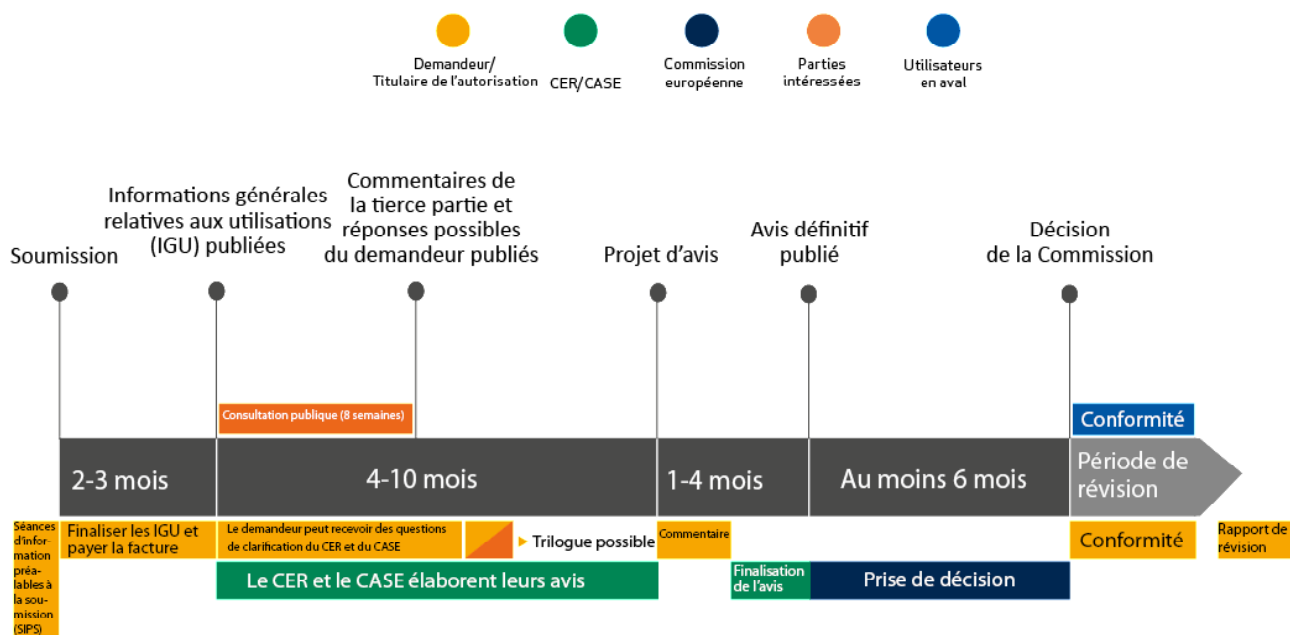 Demandeur/
Titulaire de l'autorisation
CER/CASE
Commission
européenne
Parties
intéressées
Utilisateurs
en aval
Soumission
Informations générales
relatives aux utilisations
(IGU) publiées
Commentaires de
la tierce partie et
réponses possibles
du demandeur publiés
Projet d'avis
Avis définitif
publié
Décision
de la Commission
Consultation publique (8 semaines)
Conformité
2-3 mois
4-10 mois
1-4 mois
Au moins 6 mois
Période de
révision
Séances
d'infor-
mation
préa-
lables à
la sou-
mission
(SIPS)
Finaliser les IGU et
payer la facture
Le demandeur peut recevoir des questions
de clarification du CER et du CASE
Trilogue possible
Commentaire
Conformité
Rapport de
révision
Le CER et le CASE élaborent leurs avis
Finalisation
de l'avis
Prise de décision